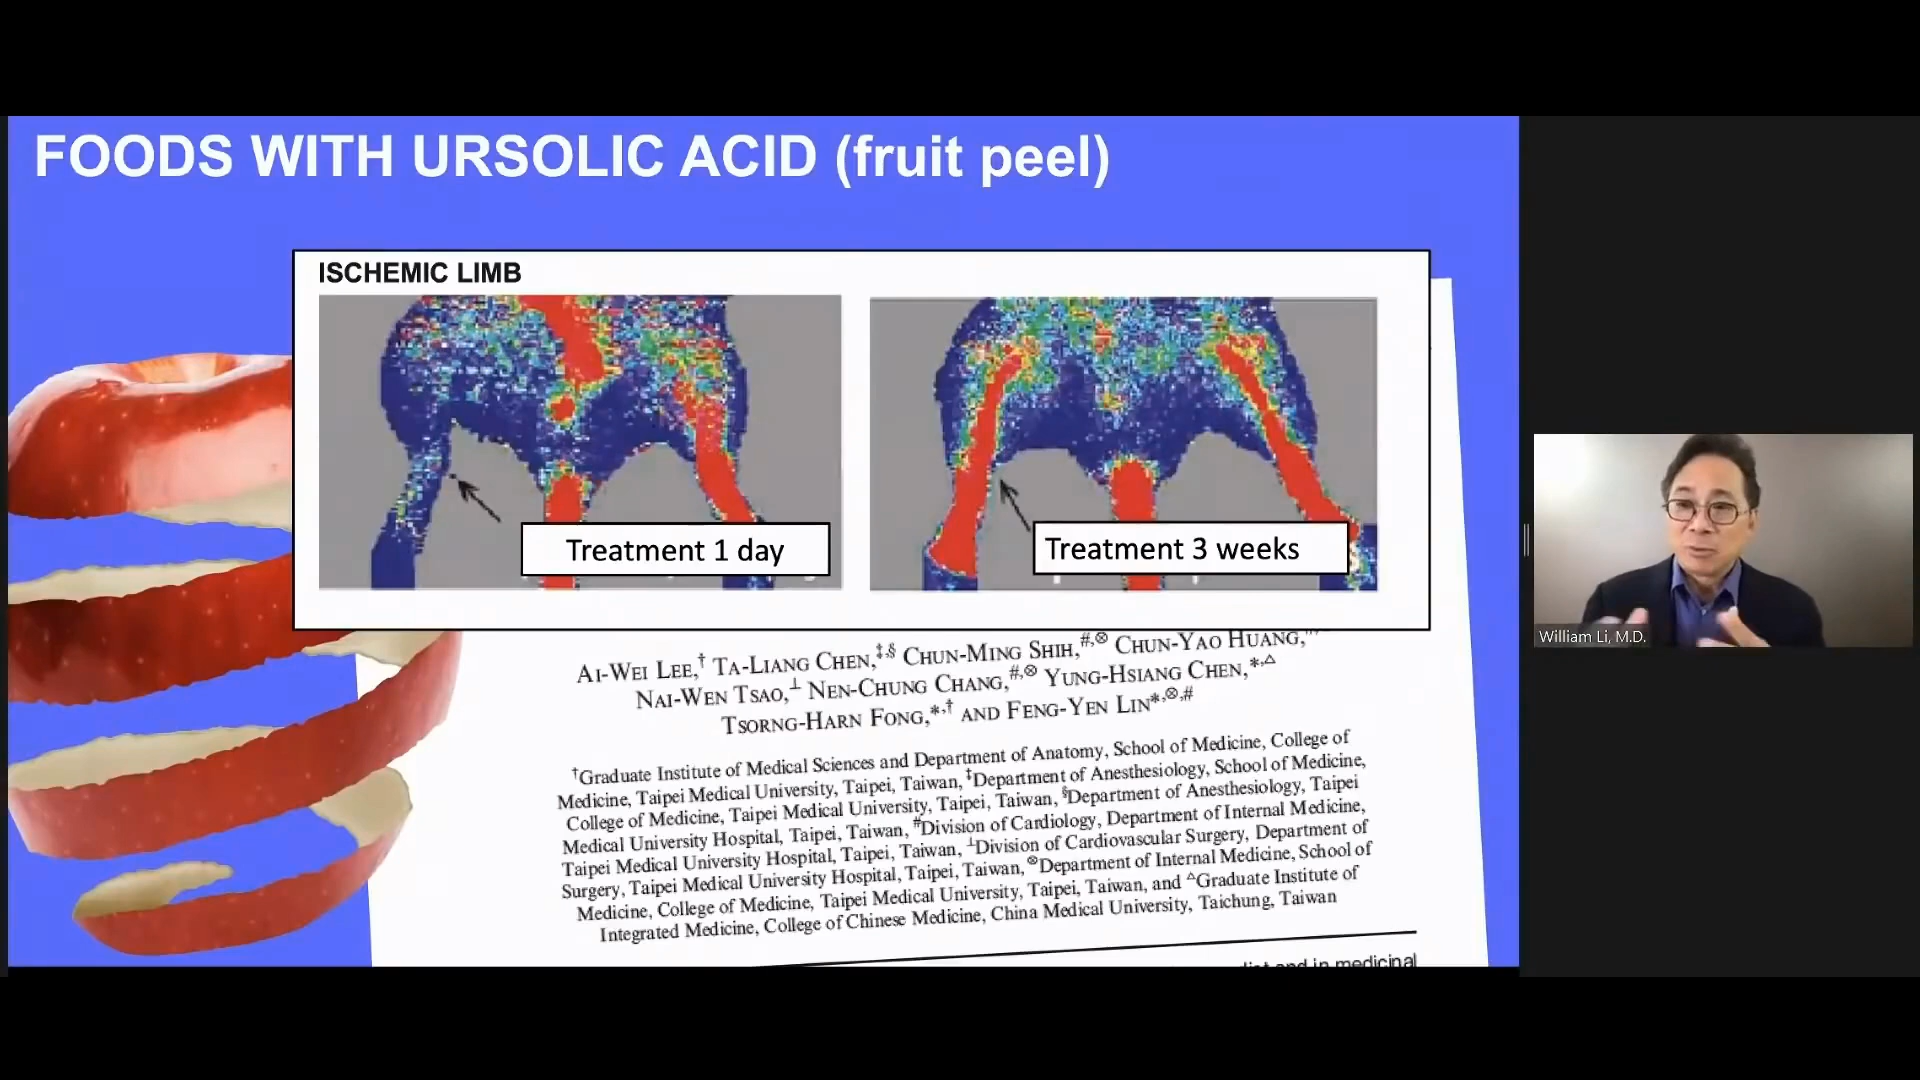 FOODS WITH URSOLIC ACID (fruit peel)
ISCHEMIC LIMB
Treatment 1 day
Treatment 3 weeks
AI-WEI LEE,† TA-LIANG CHEN,‡,§ CHUN-MING SHIH,#,⊗ CHUN-YAO HUANG,
NAI-WEN TSAO,⊥ NEN-CHUNG CHANG,#,⊗ YUNG-HSIANG CHEN,*,△
TSORNG-HARN FONG,*,† AND FENG-YEN LIN*,⊗,#
†Graduate Institute of Medical Sciences and Department of Anatomy, School of Medicine, College of
Medicine, Taipei Medical University, Taipei, Taiwan, ‡Department of Anesthesiology, School of Medicine,
College of Medicine, Taipei Medical University, Taipei, Taiwan, §Department of Anesthesiology, Taipei
Medical University Hospital, Taipei, Taiwan, #Division of Cardiology, Department of Internal Medicine,
Taipei Medical University Hospital, Taipei, Taiwan, ⊥Division of Cardiovascular Surgery, Department of
Surgery, Taipei Medical University Hospital, Taipei, Taiwan, ⊗Department of Internal Medicine, School of
Medicine, College of Medicine, Taipei Medical University, Taipei, Taiwan, and △Graduate Institute of
Integrated Medicine, College of Chinese Medicine, China Medical University, Taichung, Taiwan
and in medicinal
William Li, M.D.